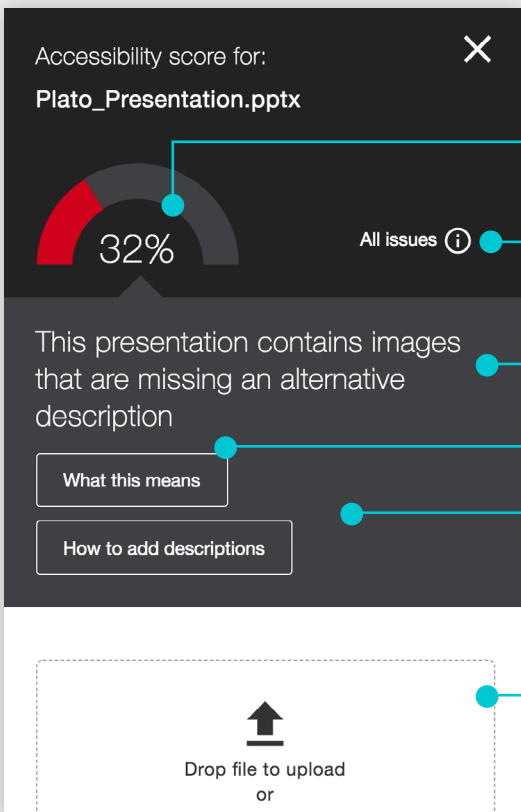 Accessibility score for:
Plato_Presentation.pptx
32%
All issues
This presentation contains images
that are missing an alternative
description
What this means
How to add descriptions
Drop file to upload
or